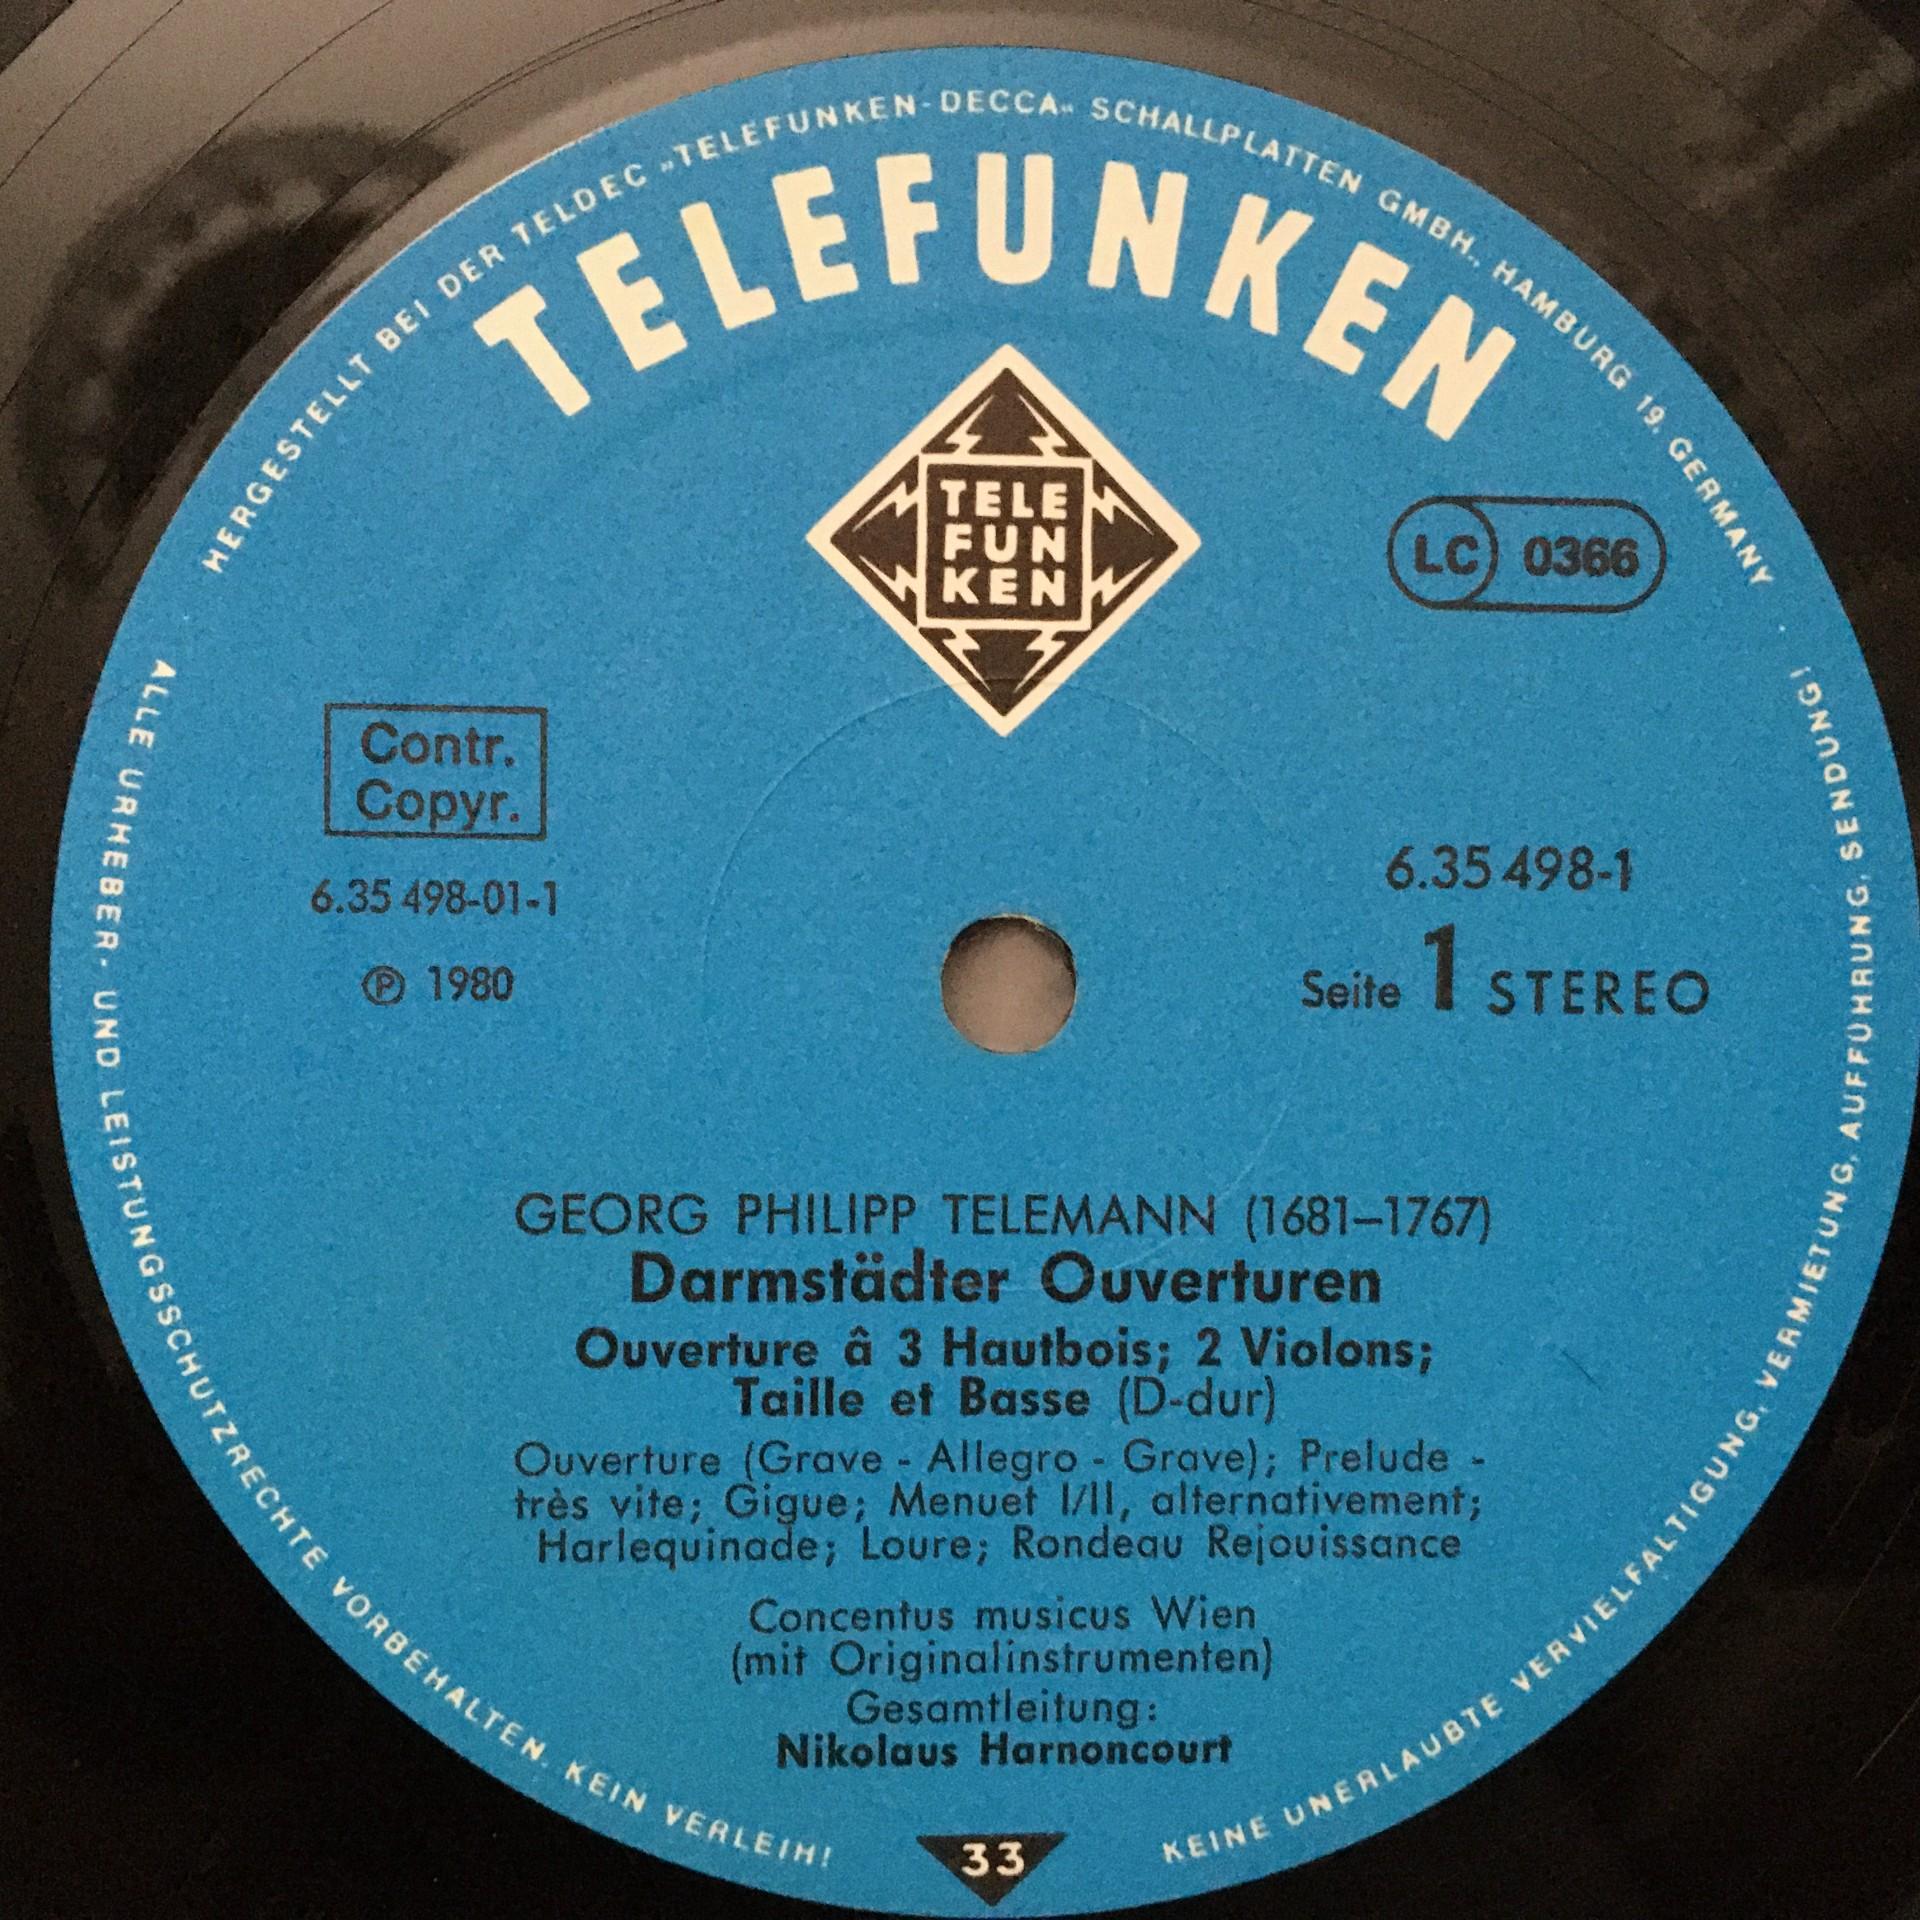 HERGESTELLT BEI DER TELDEC »TELEFUNKEN-DECCA« SCHALLPLATTEN GMBH., HAMBURG 19, GERMANY
TELEFUNKEN
TELE
FUN
KEN
LC 0366
Contr.
Copyr.
6.35 498-01-1
℗ 1980
6.35 498-1
Seite 1 STEREO
GEORG PHILIPP TELEMANN (1681–1767)
Darmstädter Ouverturen
Ouverture â 3 Hautbois; 2 Violons;
Taille et Basse (D-dur)
Ouverture (Grave - Allegro - Grave); Prelude -
très vite; Gigue; Menuet I/II, alternativement;
Harlequinade; Loure; Rondeau Rejouissance
Concentus musicus Wien
(mit Originalinstrumenten)
Gesamtleitung:
Nikolaus Harnoncourt
33
ALLE URHEBER- UND LEISTUNGSSCHUTZRECHTE VORBEHALTEN. KEIN VERLEIH!
KEINE UNERLAUBTE VERVIELFÄLTIGUNG, VERMIETUNG, AUFFÜHRUNG, SENDUNG!